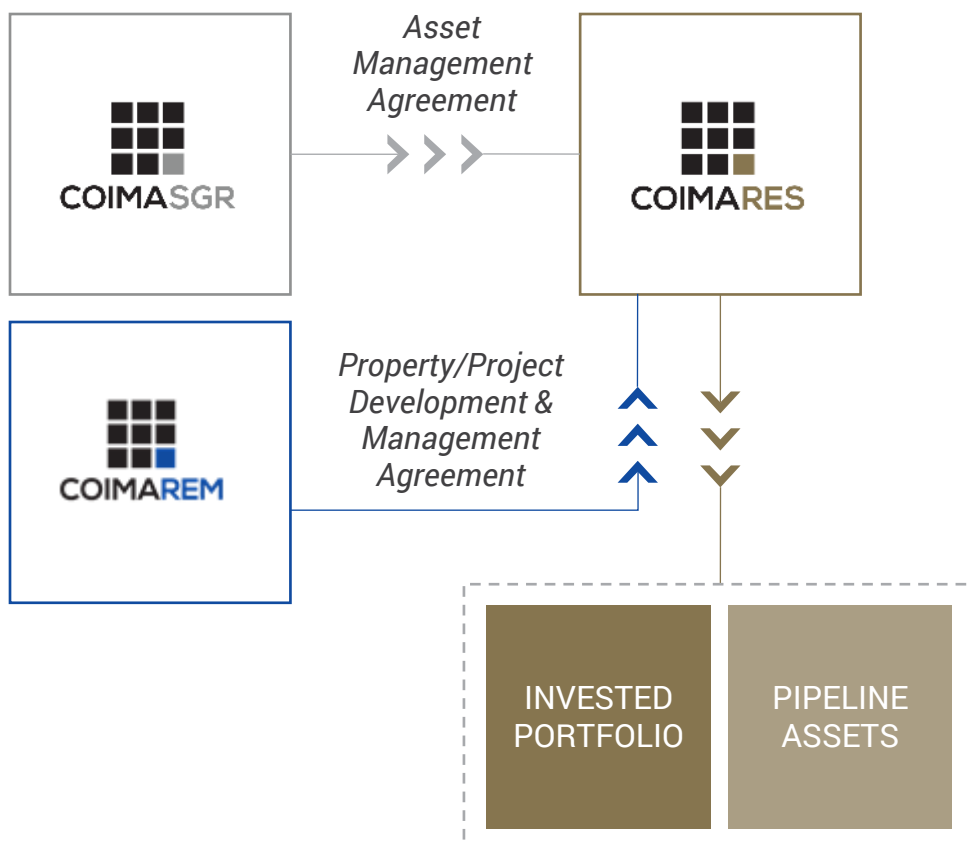 Asset
Management
Agreement
COIMASGR
COIMARES
Property/Project
Development &
Management
Agreement
COIMAREM
INVESTED
PORTFOLIO
PIPELINE
ASSETS